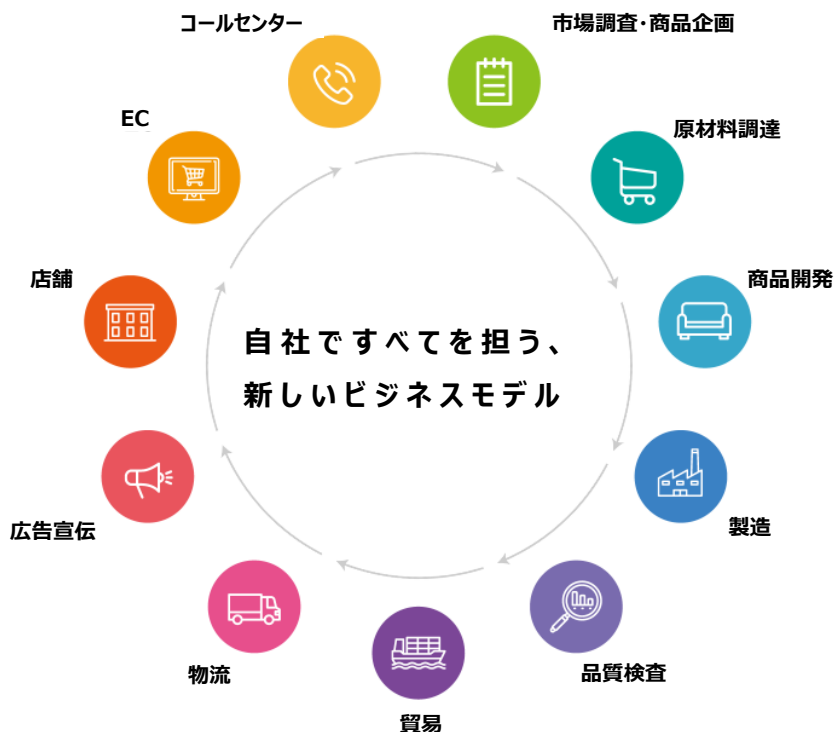 コールセンター
市場調査・商品企画
EC
原材料調達
店舗
商品開発
自社ですべてを担う、
新しいビジネスモデル
広告宣伝
製造
物流
品質検査
貿易